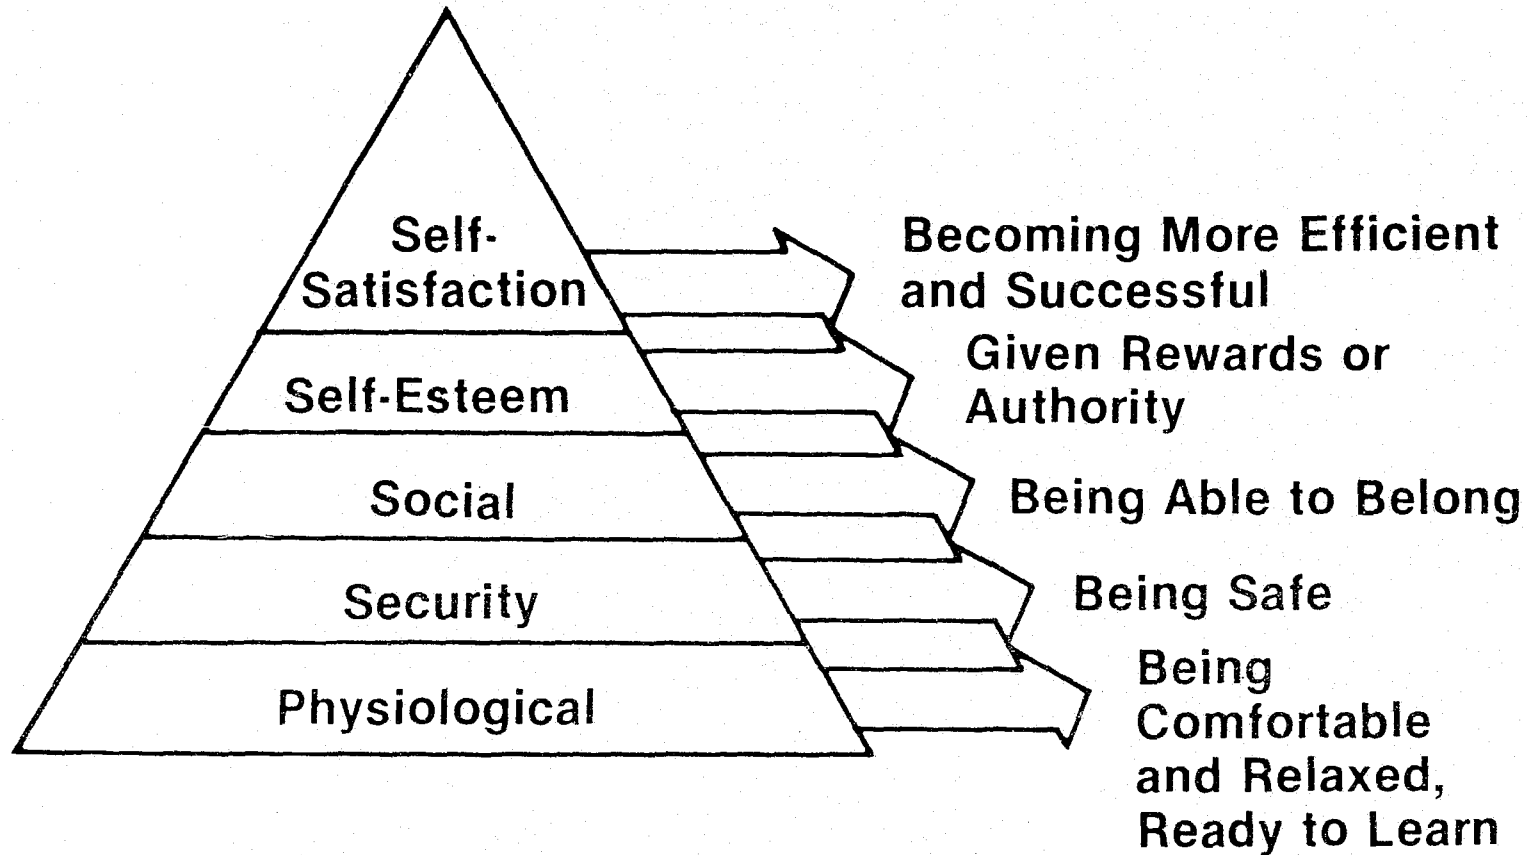 Self-
Satisfaction
Becoming More Efficient
and Successful
Self-Esteem
Given Rewards or
Authority
Social
Being Able to Belong
Security
Being Safe
Physiological
Being
Comfortable
and Relaxed,
Ready to Learn